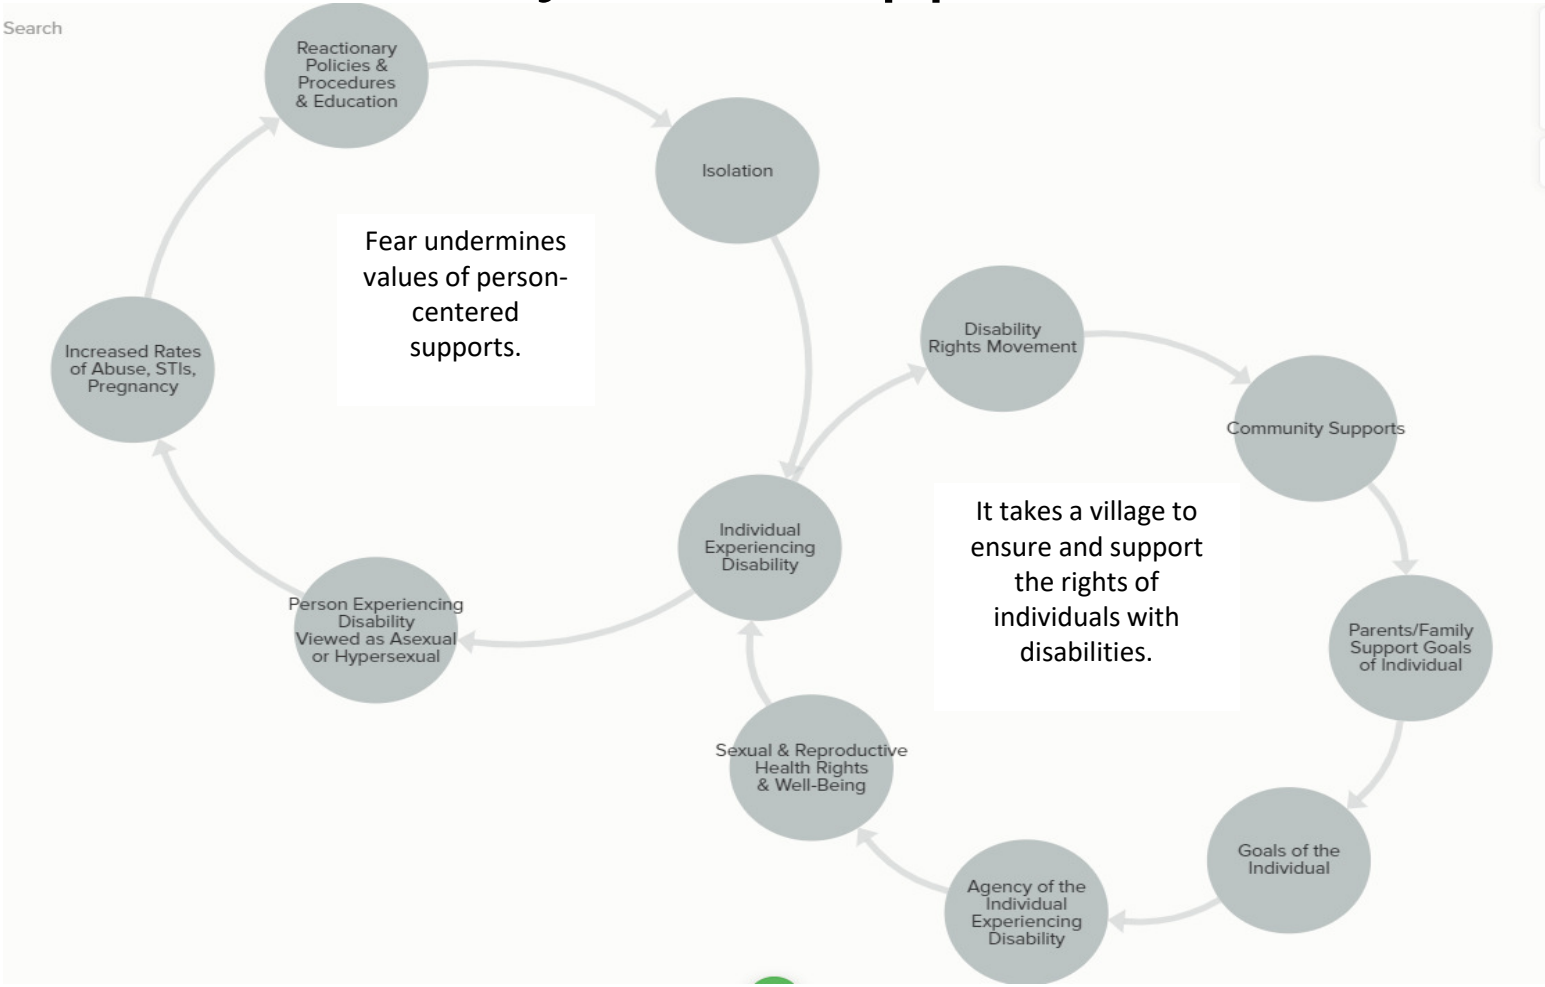 Search
Reactionary
Policies &
Procedures
& Education
Isolation
Fear undermines
values of person-
centered
supports.
Increased Rates
of Abuse, STIs,
Pregnancy
Disability
Rights Movement
Community Supports
Individual
Experiencing
Disability
It takes a village to
ensure and support
the rights of
individuals with
disabilities.
Person Experiencing
Disability
Viewed as Asexual
or Hypersexual
Parents/Family
Support Goals
of Individual
Sexual & Reproductive
Health Rights
& Well-Being
Goals of the
Individual
Agency of the
Individual
Experiencing
Disability